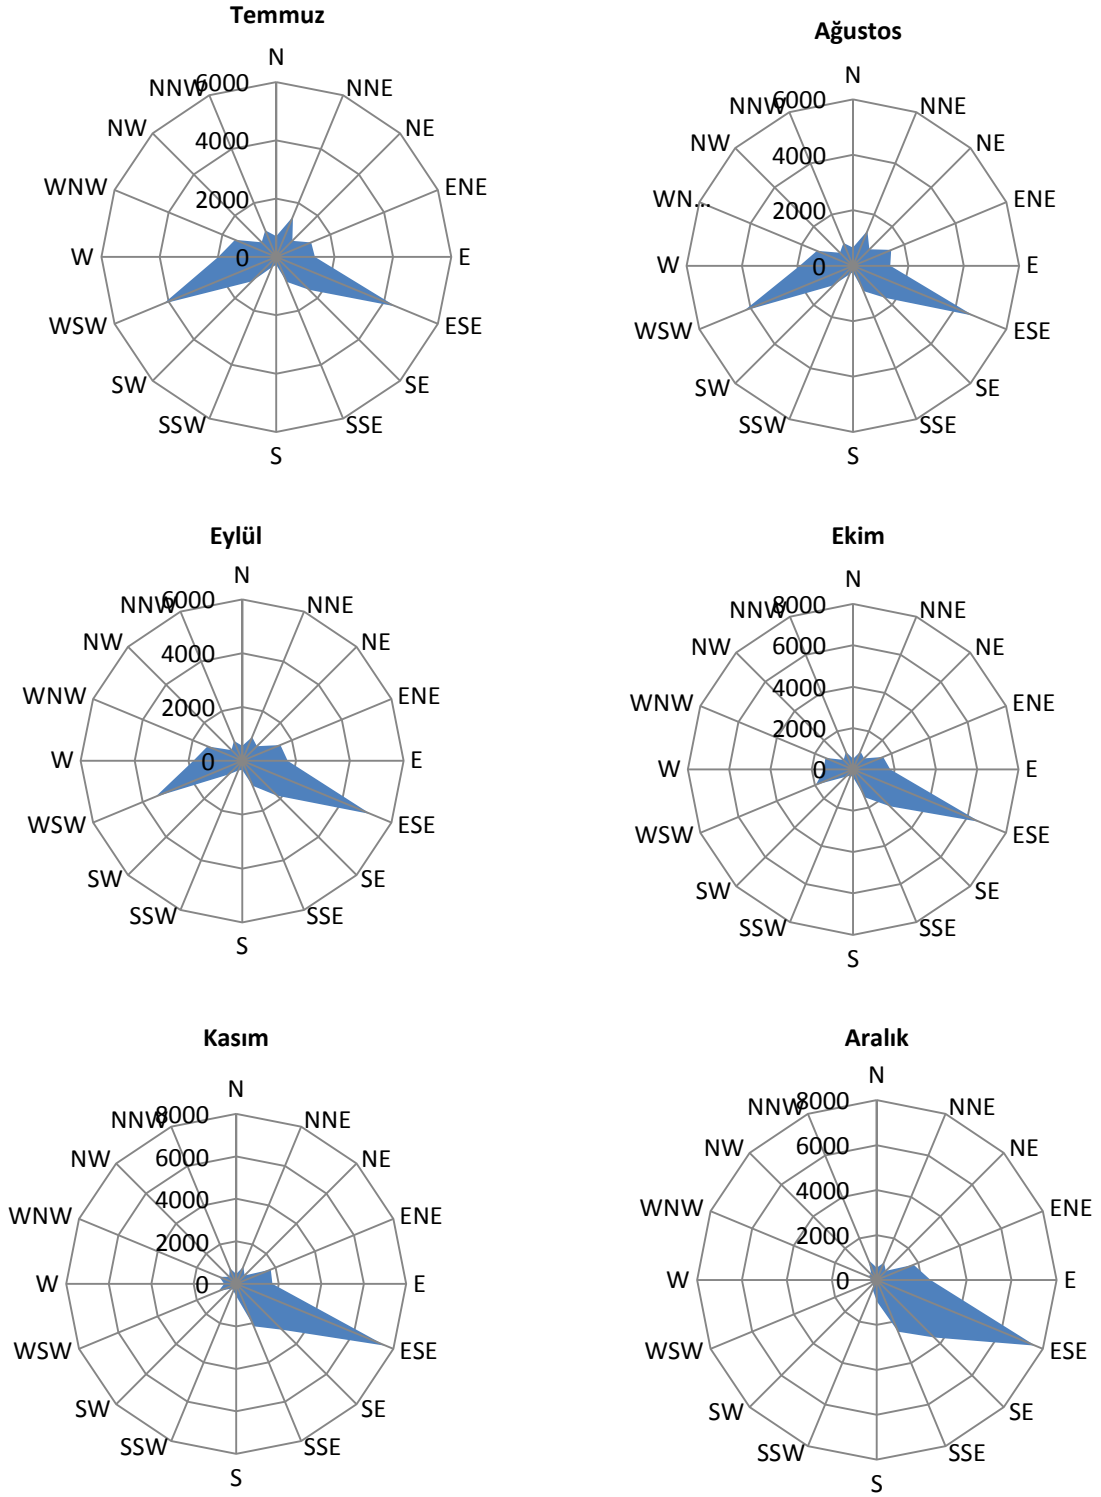 Temmuz
N
NNE
NE
ENE
E
ESE
SE
SSE
S
SSW
SW
WSW
W
WNW
NW
NNW
6000
4000
2000
0
Ağustos
N
NNE
NE
ENE
E
ESE
SE
SSE
S
SSW
SW
WSW
W
WN...
NW
NNW
6000
4000
2000
0
Eylül
N
NNE
NE
ENE
E
ESE
SE
SSE
S
SSW
SW
WSW
W
WNW
NW
NNW
6000
4000
2000
0
Ekim
N
NNE
NE
ENE
E
ESE
SE
SSE
S
SSW
SW
WSW
W
WNW
NW
NNW
8000
6000
4000
2000
0
Kasım
N
NNE
NE
ENE
E
ESE
SE
SSE
S
SSW
SW
WSW
W
WNW
NW
NNW
8000
6000
4000
2000
0
Aralık
N
NNE
NE
ENE
E
ESE
SE
SSE
S
SSW
SW
WSW
W
WNW
NW
NNW
8000
6000
4000
2000
0